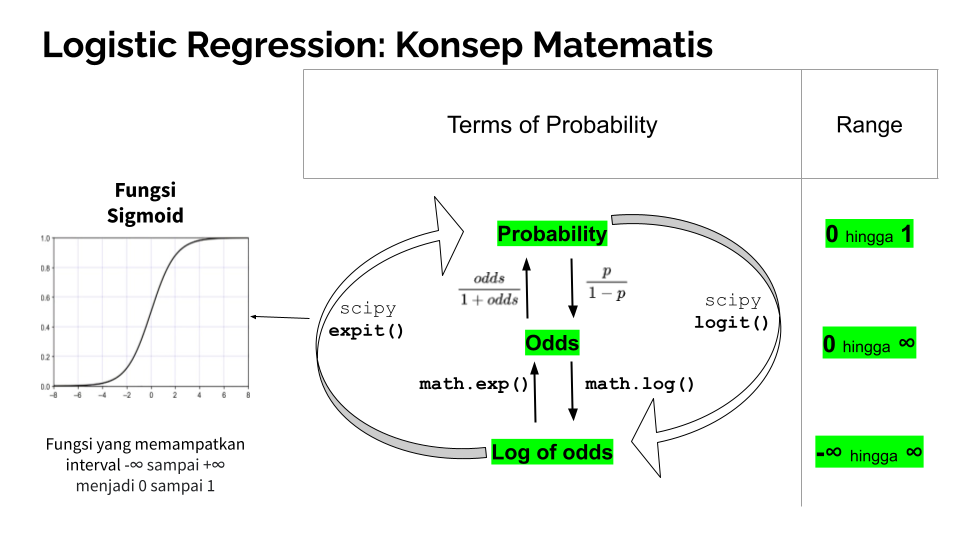 Logistic Regression: Konsep Matematis
Terms of Probability
Range
Fungsi
Sigmoid
1.0
0.8
0.6
0.4
0.2
0.0
-8 -6 -4 -2 0 2 4 6 8
Fungsi yang memampatkan
interval -∞ sampai +∞
menjadi 0 sampai 1
scipy
expit()
Probability
odds
1 + odds
p
1 − p
scipy
logit()
Odds
math.exp()
math.log()
Log of odds
0 hingga 1
0 hingga ∞
-∞ hingga ∞